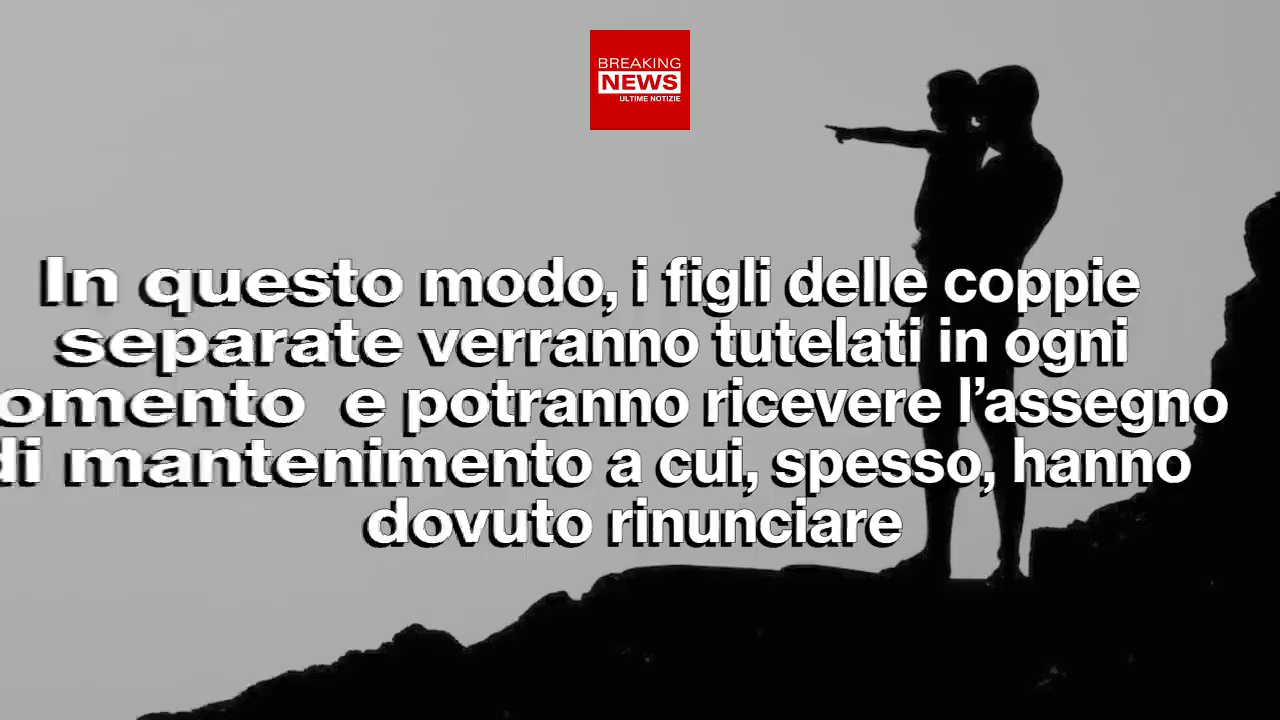 BREAKING
NEWS
ULTIME NOTIZIE
In questo modo, i figli delle coppie
separate verranno tutelati in ogni
omento e potranno ricevere l’assegno
di mantenimento a cui, spesso, hanno
dovuto rinunciare